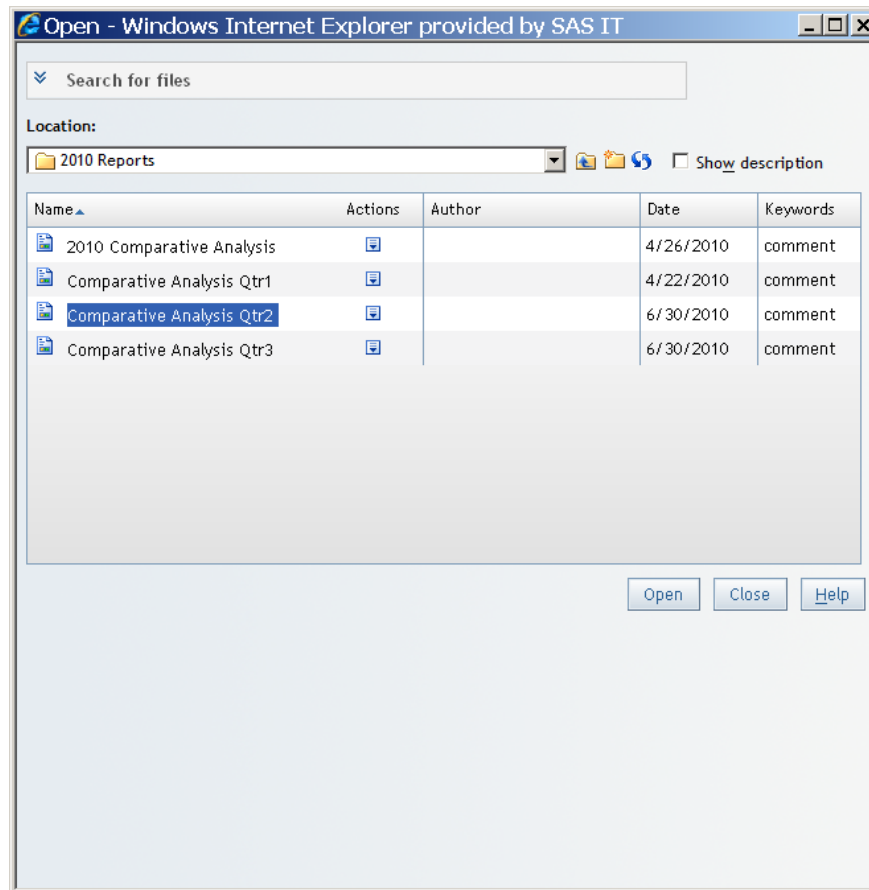 Open - Windows Internet Explorer provided by SAS IT
Search for files
Location:
2010 Reports
Show description
Name Actions Author Date Keywords
2010 Comparative Analysis 4/26/2010 comment
Comparative Analysis Qtr1 4/22/2010 comment
Comparative Analysis Qtr2 6/30/2010 comment
Comparative Analysis Qtr3 6/30/2010 comment
Open Close Help